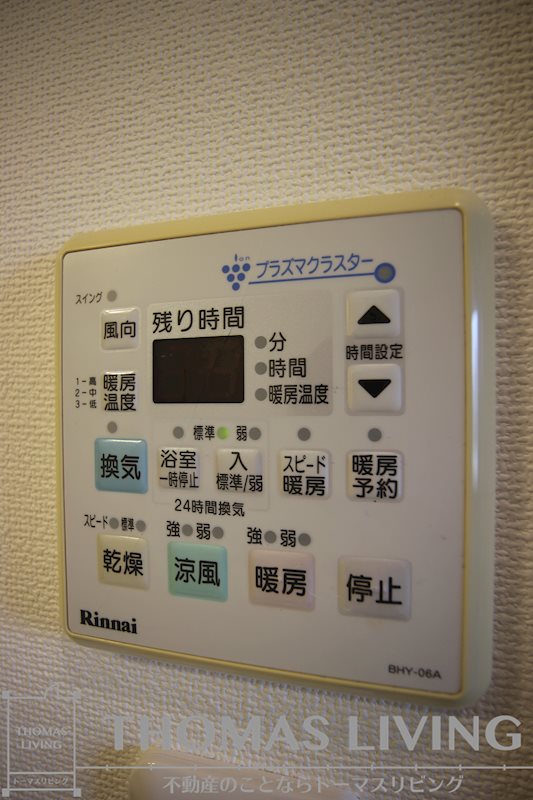 ion
プラズマクラスター
スイング
風向
残り時間
分
時間
暖房温度
時間設定
1－高
2－中
3－低
暖房
温度
標準 弱
換気
浴室
一時停止
入
標準/弱
スピード
暖房
暖房
予約
24時間換気
スピード 標準
強 弱
強 弱
乾燥
涼風
暖房
停止
Rinnai
BHY-06A
THOMAS LIVING
不動産のことならトーマスリビング
THOMAS
LIVING
トーマスリビング
THOMAS LIVING